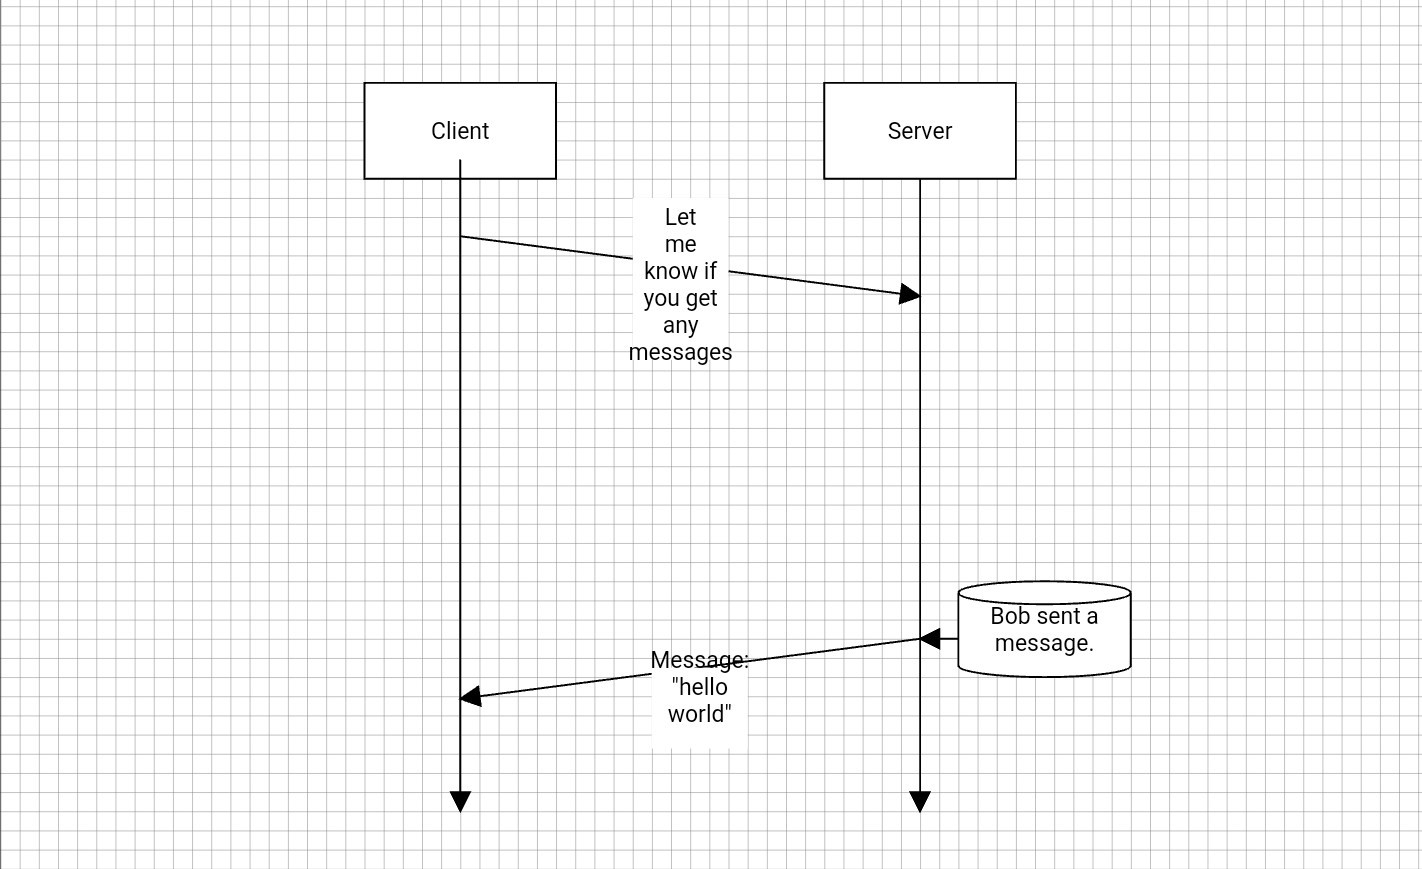 Client
Server
Let
me
know if
you get
any
messages
Bob sent a
message.
Message:
"hello
world"